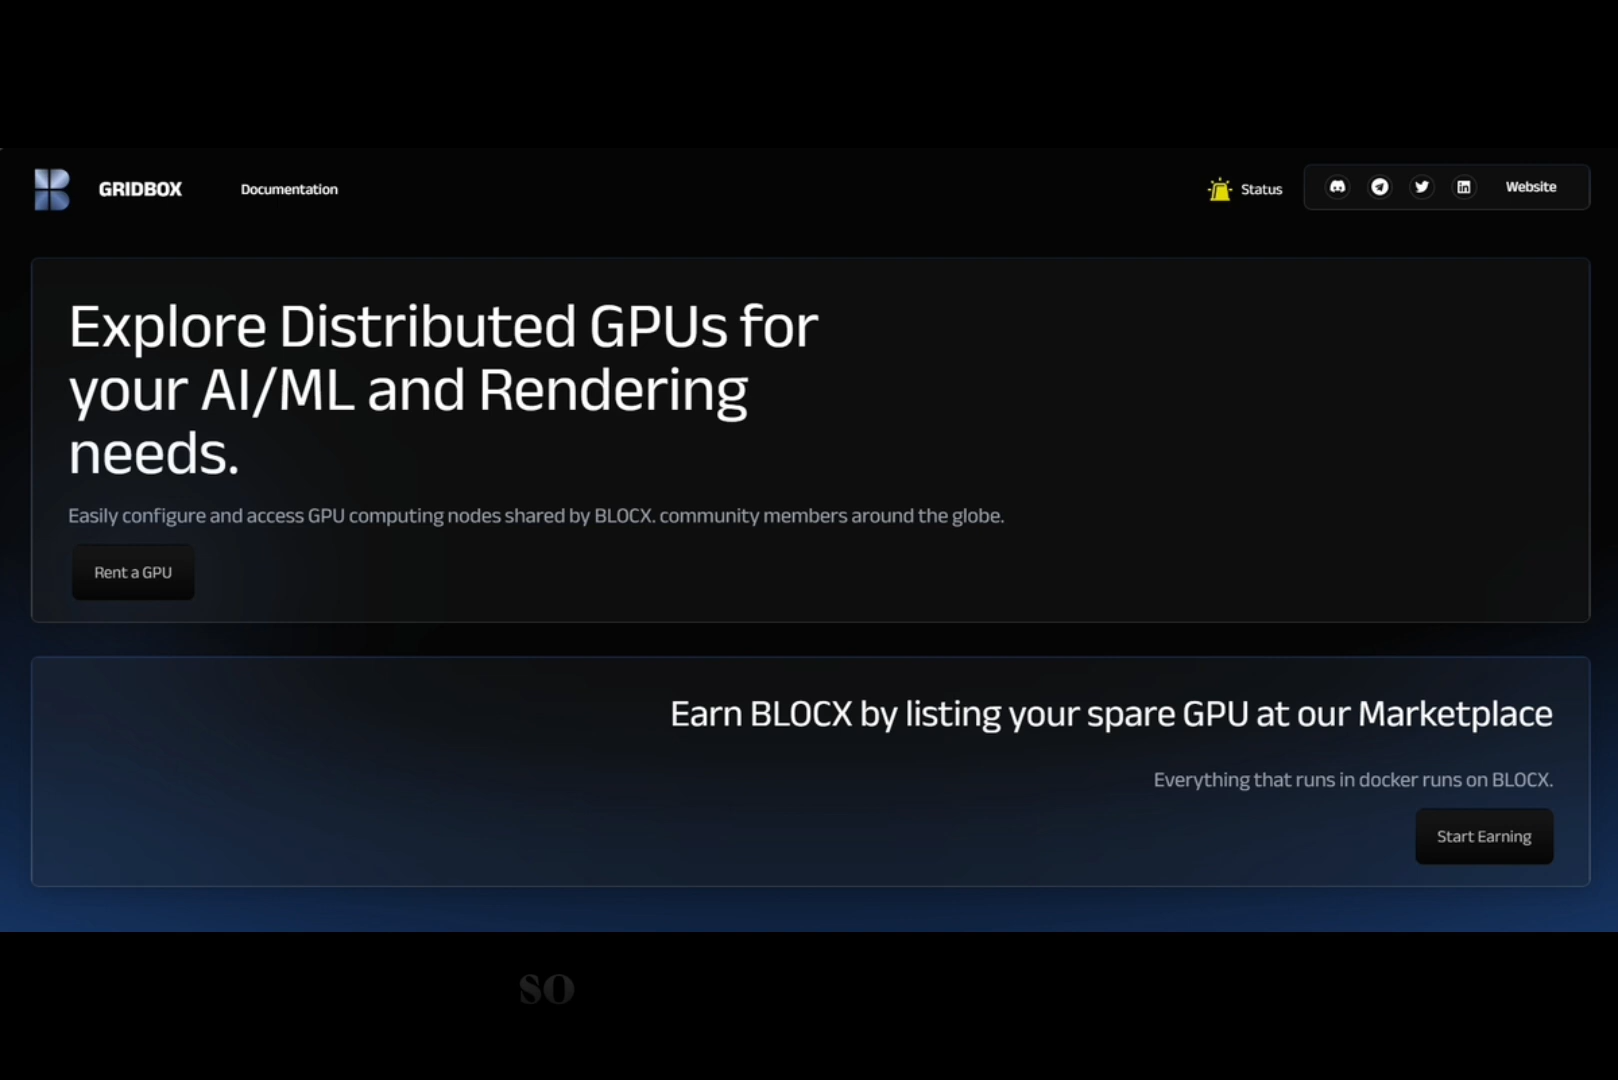 GRIDBOX
Documentation
Status
Website
Explore Distributed GPUs for
your AI/ML and Rendering
needs.
Easily configure and access GPU computing nodes shared by BLOCX. community members around the globe.
Rent a GPU
Earn BLOCX by listing your spare GPU at our Marketplace
Everything that runs in docker runs on BLOCX.
Start Earning
so